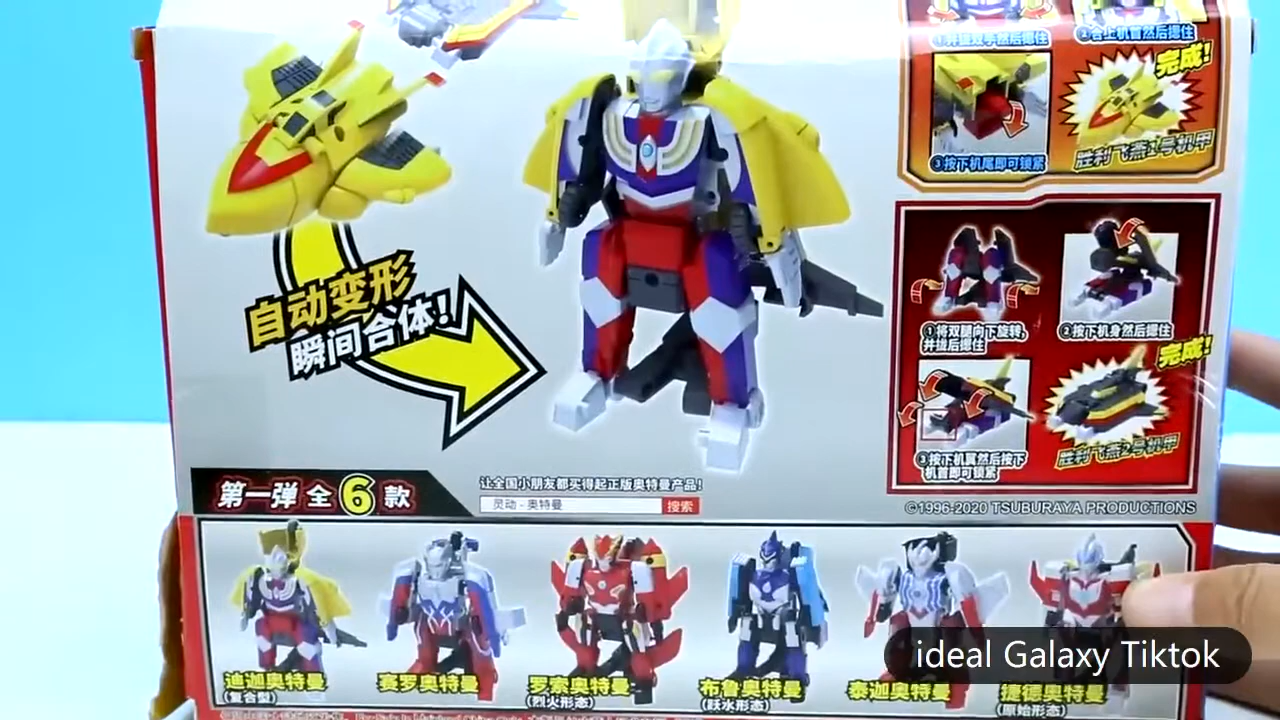 ①并拢双手然后摁住
②合上机首然后摁住
完成!
③按下机尾即可锁紧
胜利飞燕1号机甲
自动变形
瞬间合体!
①将双腿向下旋转,
并拢后摁住
②按下机身然后摁住
完成!
③按下机翼然后按下
机首即可锁紧
胜利飞燕2号机甲
第一弹 全6款
让全国小朋友都买得起正版奥特曼产品!
灵动-奥特曼
搜索
©1996-2020 TSUBURAYA PRODUCTIONS
迪迦奥特曼
(复合型)
赛罗奥特曼
罗索奥特曼
(烈火形态)
布鲁奥特曼
(跃水形态)
泰迦奥特曼
捷德奥特曼
(原始形态)
ideal Galaxy Tiktok